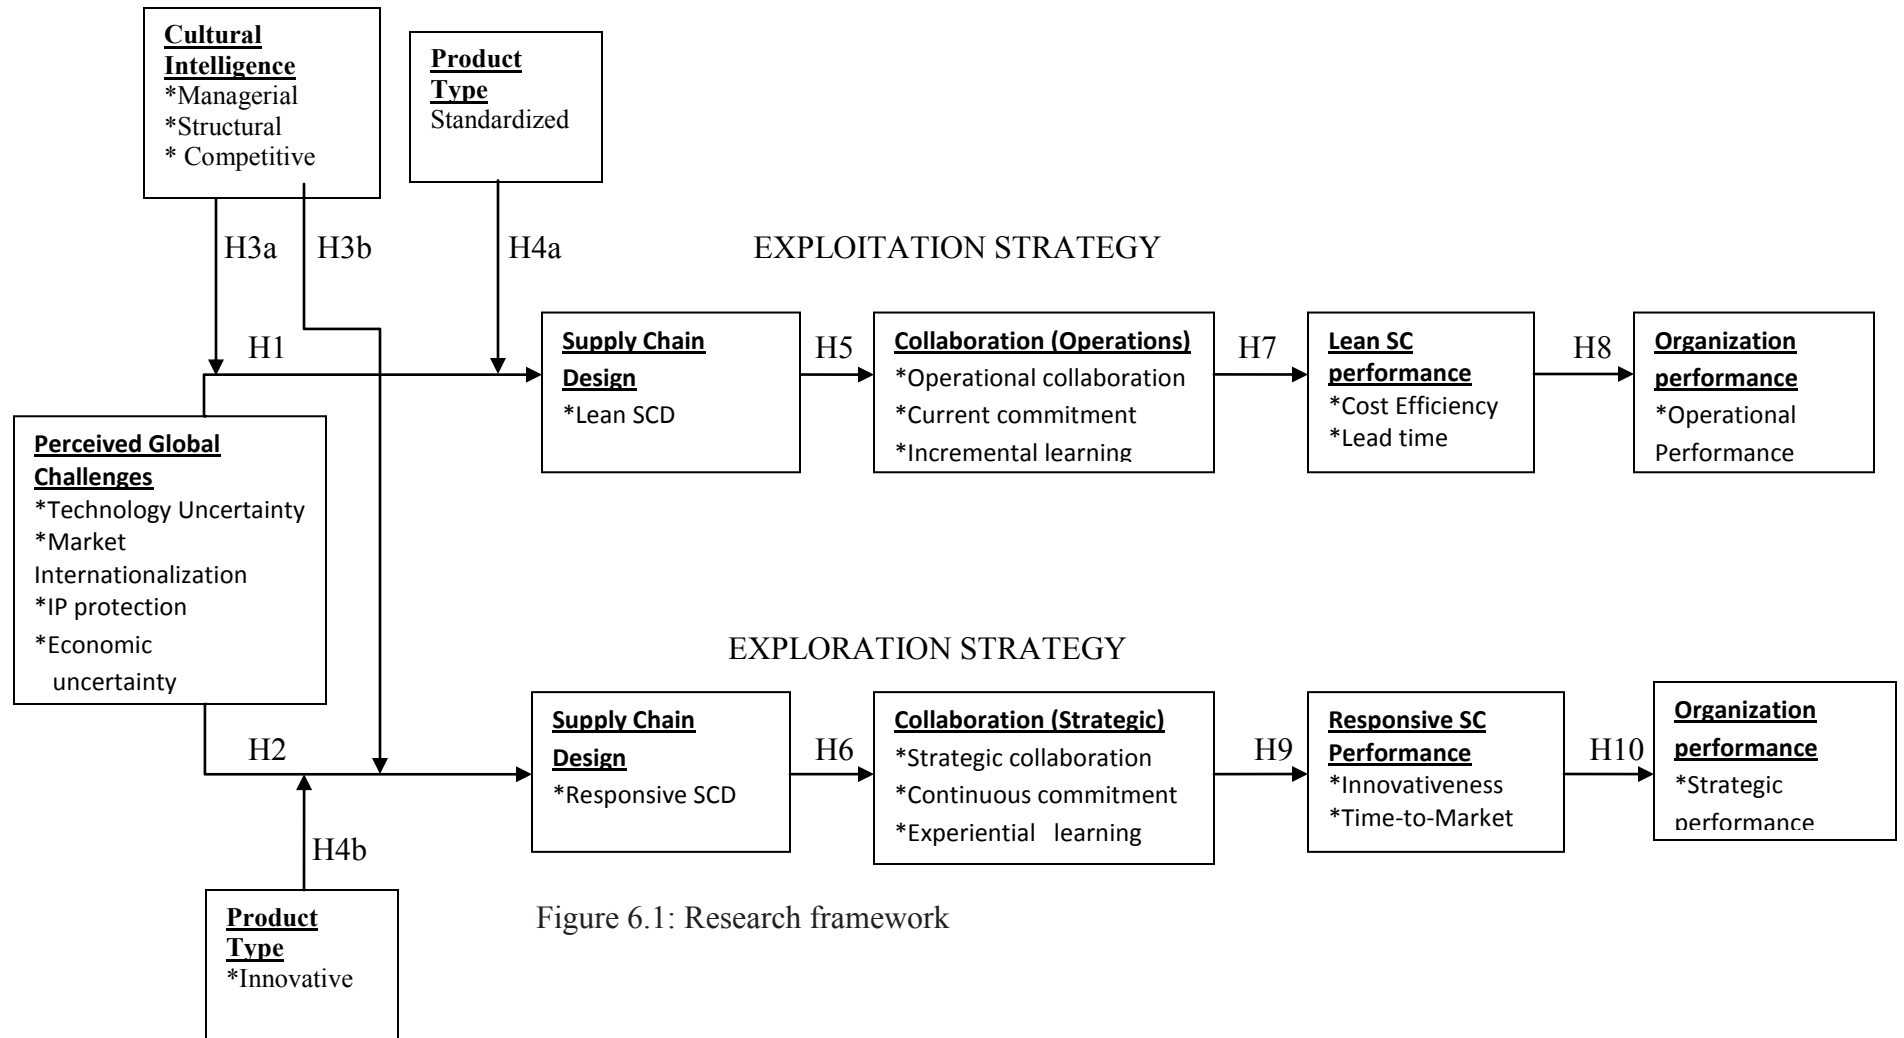 Cultural
Intelligence
*Managerial
*Structural
* Competitive
Product
Type
Standardized
H3a
H3b
H4a
EXPLOITATION STRATEGY
H1
Supply Chain
Design
*Lean SCD
H5
Collaboration (Operations)
*Operational collaboration
*Current commitment
*Incremental learning
H7
Lean SC
performance
*Cost Efficiency
*Lead time
H8
Organization
performance
*Operational
Performance
Perceived Global
Challenges
*Technology Uncertainty
*Market
Internationalization
*IP protection
*Economic
uncertainty
EXPLORATION STRATEGY
H2
Supply Chain
Design
*Responsive SCD
H6
Collaboration (Strategic)
*Strategic collaboration
*Continuous commitment
*Experiential learning
H9
Responsive SC
Performance
*Innovativeness
*Time-to-Market
H10
Organization
performance
*Strategic
performance
H4b
Product
Type
*Innovative
Figure 6.1: Research framework